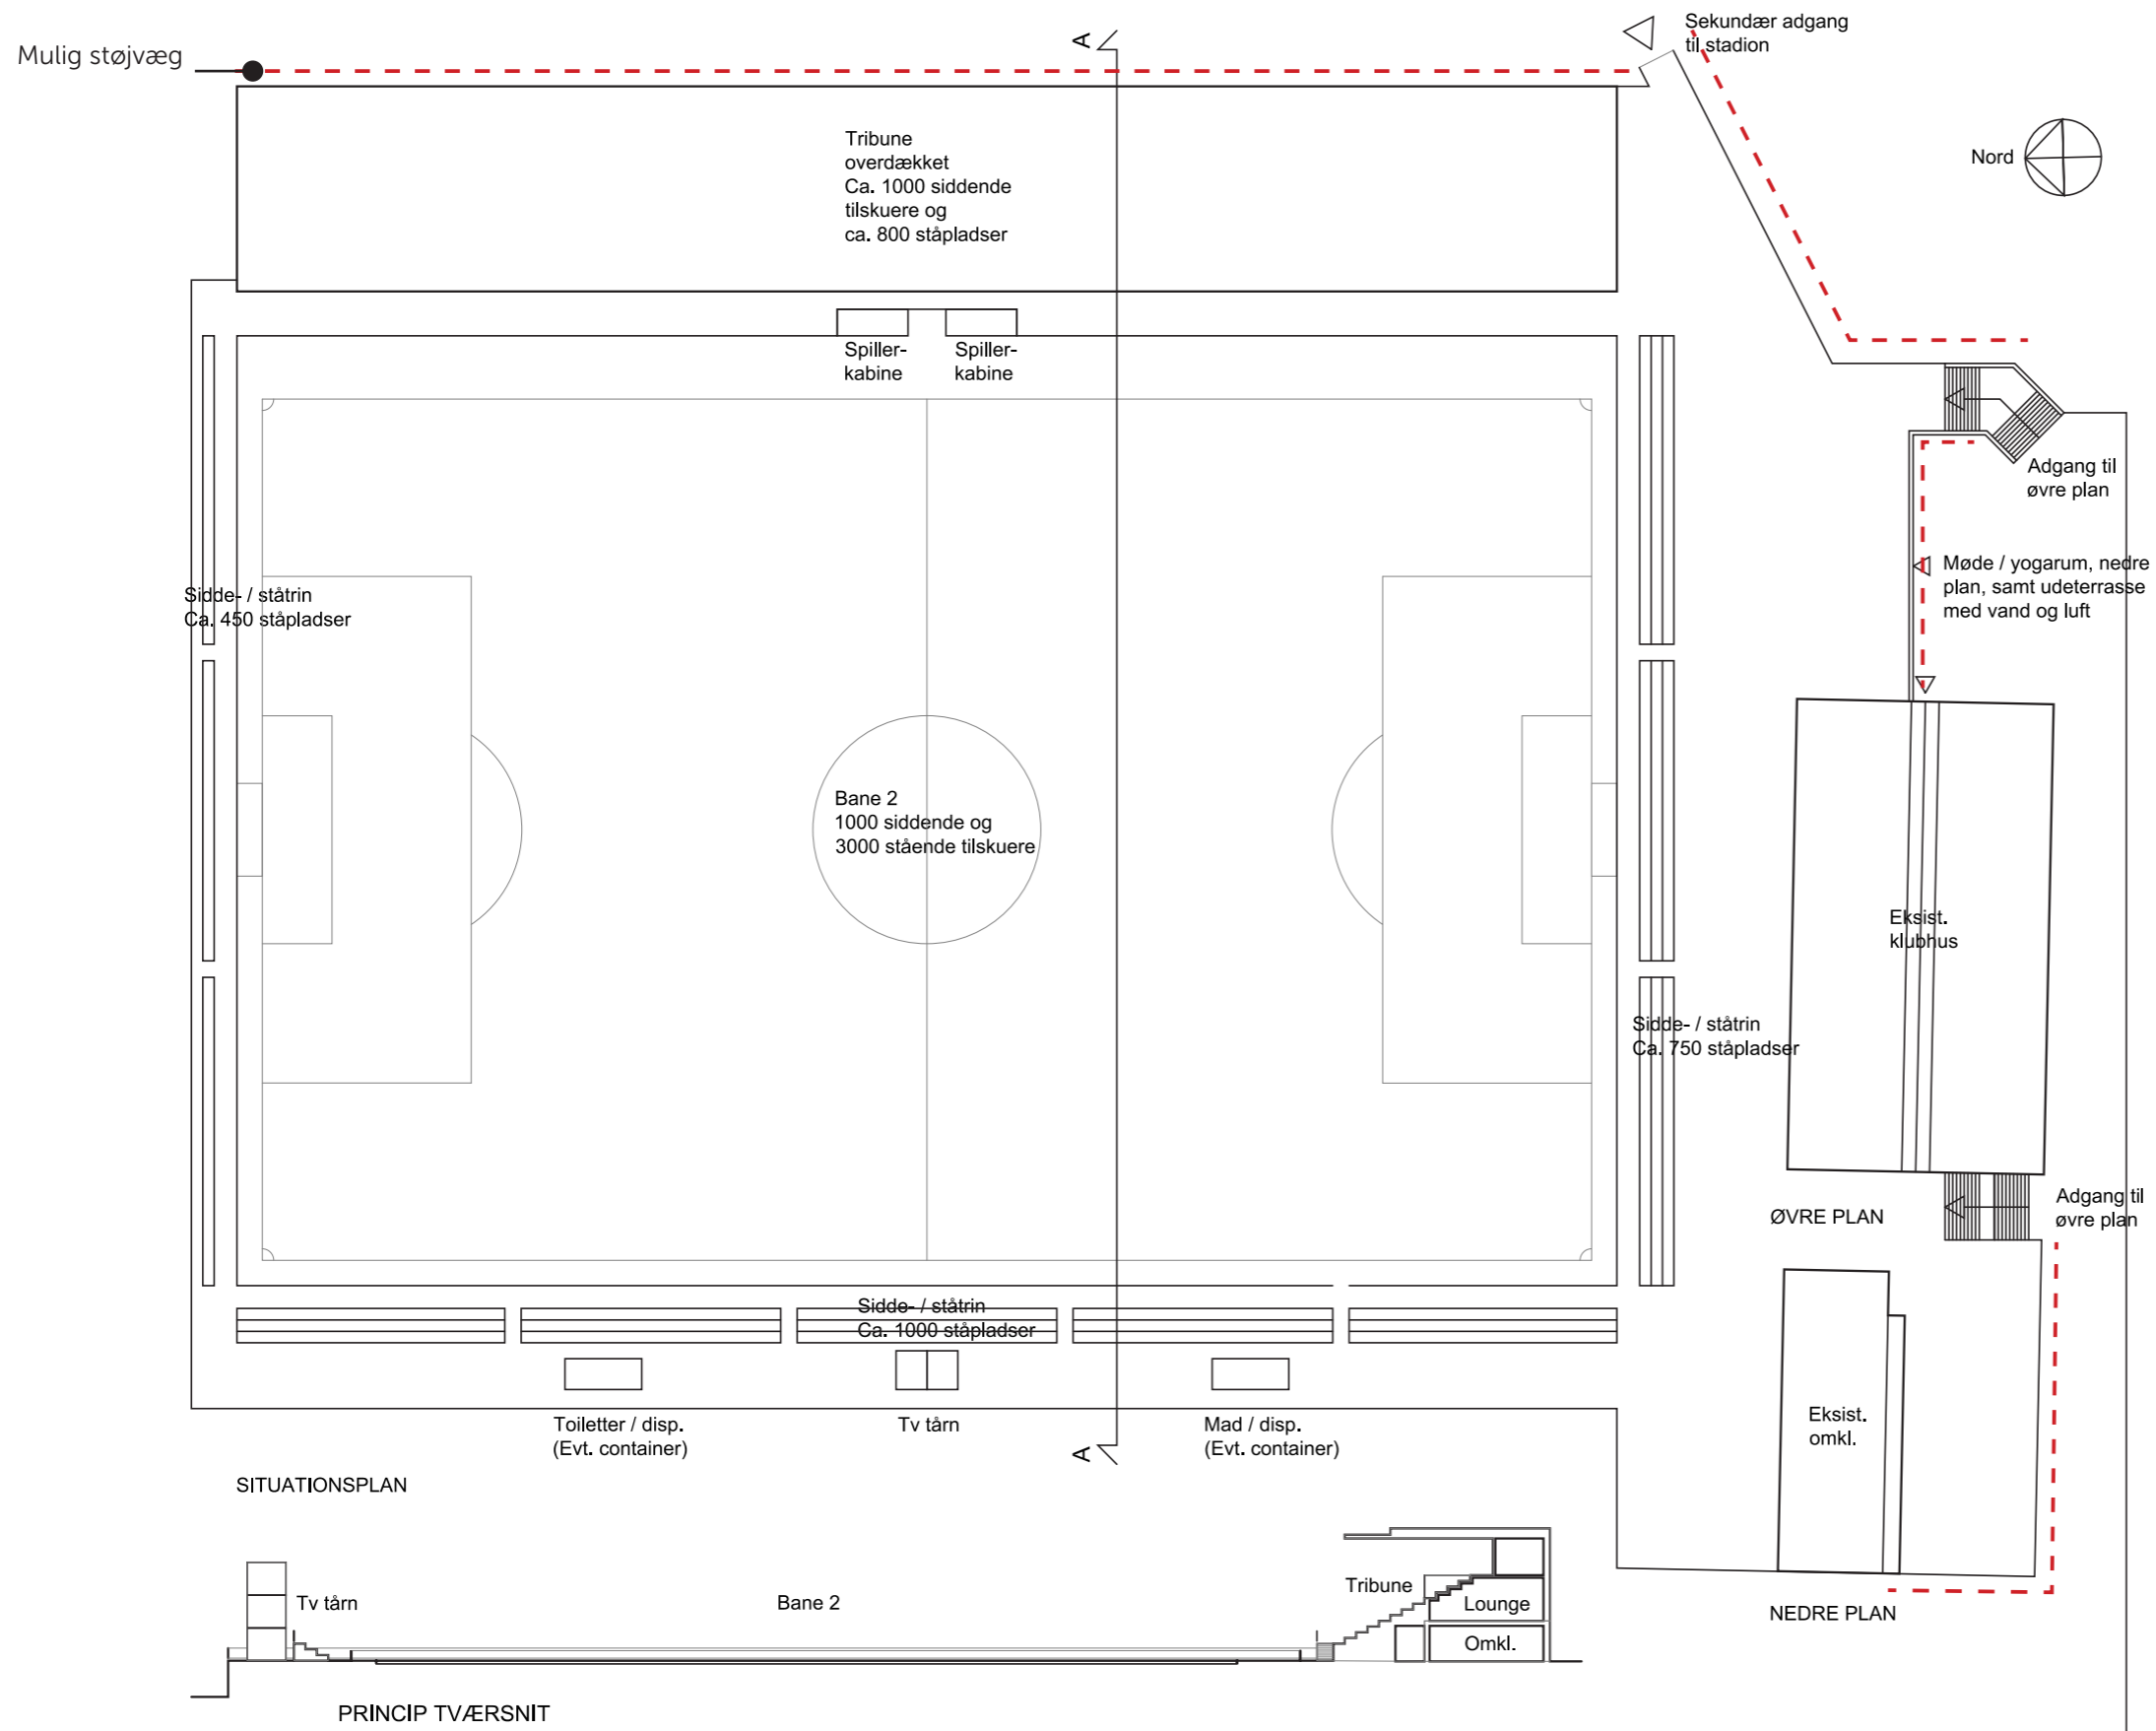 Mulig støjvæg
A
Sekundær adgang
til stadion
Nord
Tribune
overdækket
Ca. 1000 siddende
tilskuere og
ca. 800 ståpladser
Spiller-
kabine
Spiller-
kabine
Adgang til
øvre plan
Møde / yogarum, nedre
plan, samt udeterrasse
med vand og luft
Sidde- / ståtrin
Ca. 450 ståpladser
Bane 2
1000 siddende og
3000 stående tilskuere
Eksist.
klubhus
Sidde- / ståtrin
Ca. 750 ståpladser
ØVRE PLAN
Adgang til
øvre plan
Sidde- / ståtrin
Ca. 1000 ståpladser
Toiletter / disp.
(Evt. container)
Tv tårn
A
Mad / disp.
(Evt. container)
Eksist.
omkl.
SITUATIONSPLAN
NEDRE PLAN
Tv tårn
Bane 2
Tribune
Lounge
Omkl.
PRINCIP TVÆRSNIT